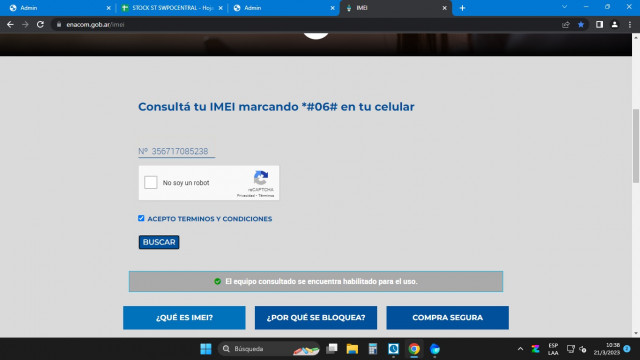 Admin
STOCK ST SWPOCENTRAL - Hoja
Admin
IMEI
enacom.gob.ar/imei
Consultá tu IMEI marcando *#06# en tu celular
Nº 356717085238
No soy un robot
reCAPTCHA
Privacidad - Términos
ACEPTO TERMINOS Y CONDICIONES
BUSCAR
El equipo consultado se encuentra habilitado para el uso.
¿QUÉ ES IMEI?
¿POR QUÉ SE BLOQUEA?
COMPRA SEGURA
Búsqueda
ESP
LAA
10:38
21/3/2023